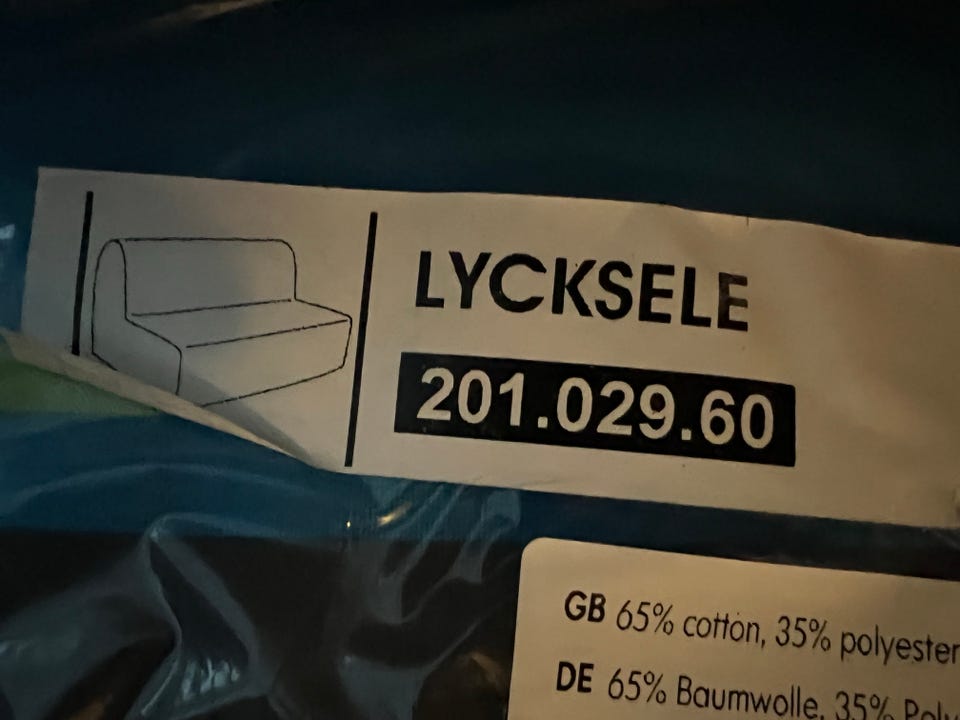 LYCKSELE
201.029.60
GB 65% cotton, 35% polyester
DE 65% Baumwolle, 35%